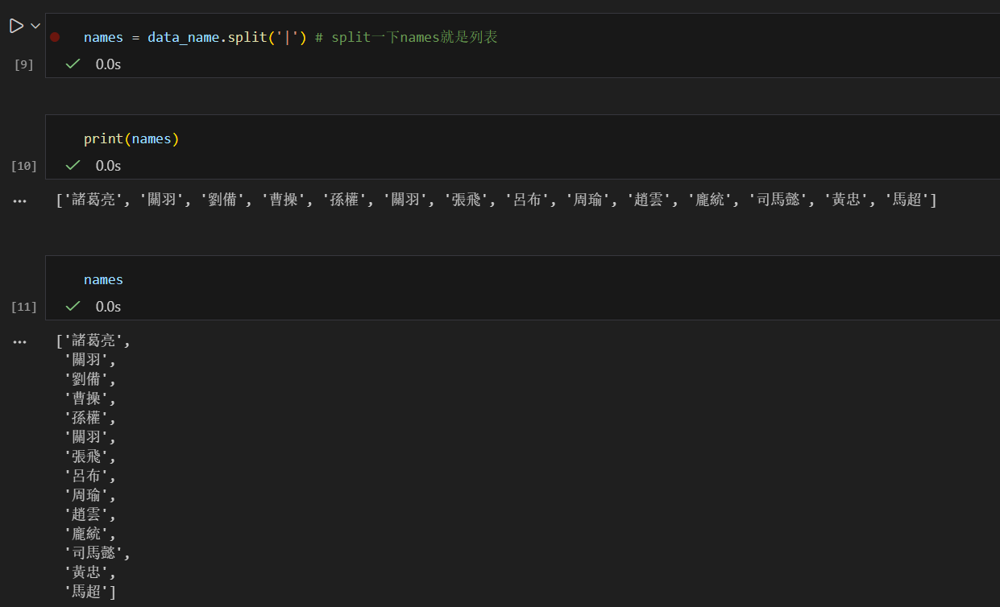 names = data_name.split('|') # split一下names就是列表
[9]
0.0s
print(names)
[10]
0.0s
['諸葛亮', '關羽', '劉備', '曹操', '孫權', '關羽', '張飛', '呂布', '周瑜', '趙雲', '龐統', '司馬懿', '黃忠', '馬超']
names
[11]
0.0s
['諸葛亮',
'關羽',
'劉備',
'曹操',
'孫權',
'關羽',
'張飛',
'呂布',
'周瑜',
'趙雲',
'龐統',
'司馬懿',
'黃忠',
'馬超']